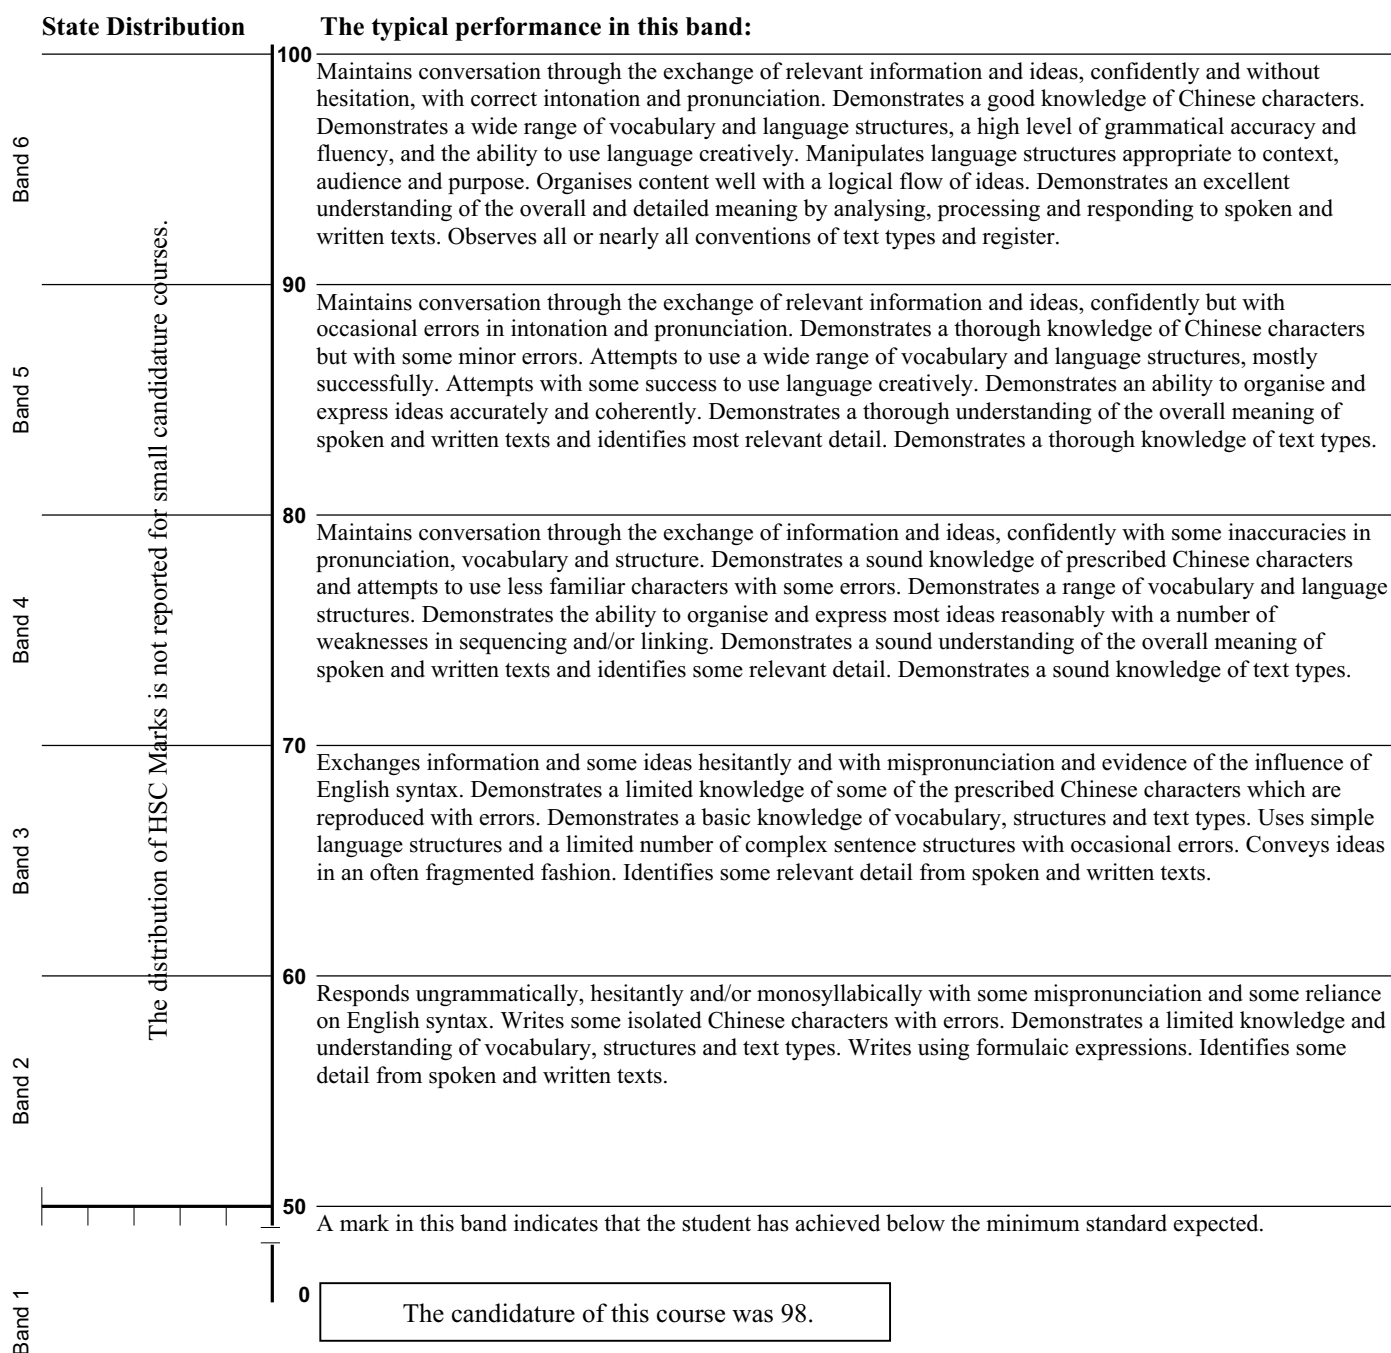 State Distribution
The typical performance in this band:
100
Band 6
Maintains conversation through the exchange of relevant information and ideas, confidently and without
hesitation, with correct intonation and pronunciation. Demonstrates a good knowledge of Chinese characters.
Demonstrates a wide range of vocabulary and language structures, a high level of grammatical accuracy and
fluency, and the ability to use language creatively. Manipulates language structures appropriate to context,
audience and purpose. Organises content well with a logical flow of ideas. Demonstrates an excellent
understanding of the overall and detailed meaning by analysing, processing and responding to spoken and
written texts. Observes all or nearly all conventions of text types and register.
The distribution of HSC Marks is not reported for small candidature courses.
90
Band 5
Maintains conversation through the exchange of relevant information and ideas, confidently but with
occasional errors in intonation and pronunciation. Demonstrates a thorough knowledge of Chinese characters
but with some minor errors. Attempts to use a wide range of vocabulary and language structures, mostly
successfully. Attempts with some success to use language creatively. Demonstrates an ability to organise and
express ideas accurately and coherently. Demonstrates a thorough understanding of the overall meaning of
spoken and written texts and identifies most relevant detail. Demonstrates a thorough knowledge of text types.
80
Band 4
Maintains conversation through the exchange of information and ideas, confidently with some inaccuracies in
pronunciation, vocabulary and structure. Demonstrates a sound knowledge of prescribed Chinese characters
and attempts to use less familiar characters with some errors. Demonstrates a range of vocabulary and language
structures. Demonstrates the ability to organise and express most ideas reasonably with a number of
weaknesses in sequencing and/or linking. Demonstrates a sound understanding of the overall meaning of
spoken and written texts and identifies some relevant detail. Demonstrates a sound knowledge of text types.
70
Band 3
Exchanges information and some ideas hesitantly and with mispronunciation and evidence of the influence of
English syntax. Demonstrates a limited knowledge of some of the prescribed Chinese characters which are
reproduced with errors. Demonstrates a basic knowledge of vocabulary, structures and text types. Uses simple
language structures and a limited number of complex sentence structures with occasional errors. Conveys ideas
in an often fragmented fashion. Identifies some relevant detail from spoken and written texts.
60
Band 2
Responds ungrammatically, hesitantly and/or monosyllabically with some mispronunciation and some reliance
on English syntax. Writes some isolated Chinese characters with errors. Demonstrates a limited knowledge and
understanding of vocabulary, structures and text types. Writes using formulaic expressions. Identifies some
detail from spoken and written texts.
50
A mark in this band indicates that the student has achieved below the minimum standard expected.
Band 1
0
The candidature of this course was 98.